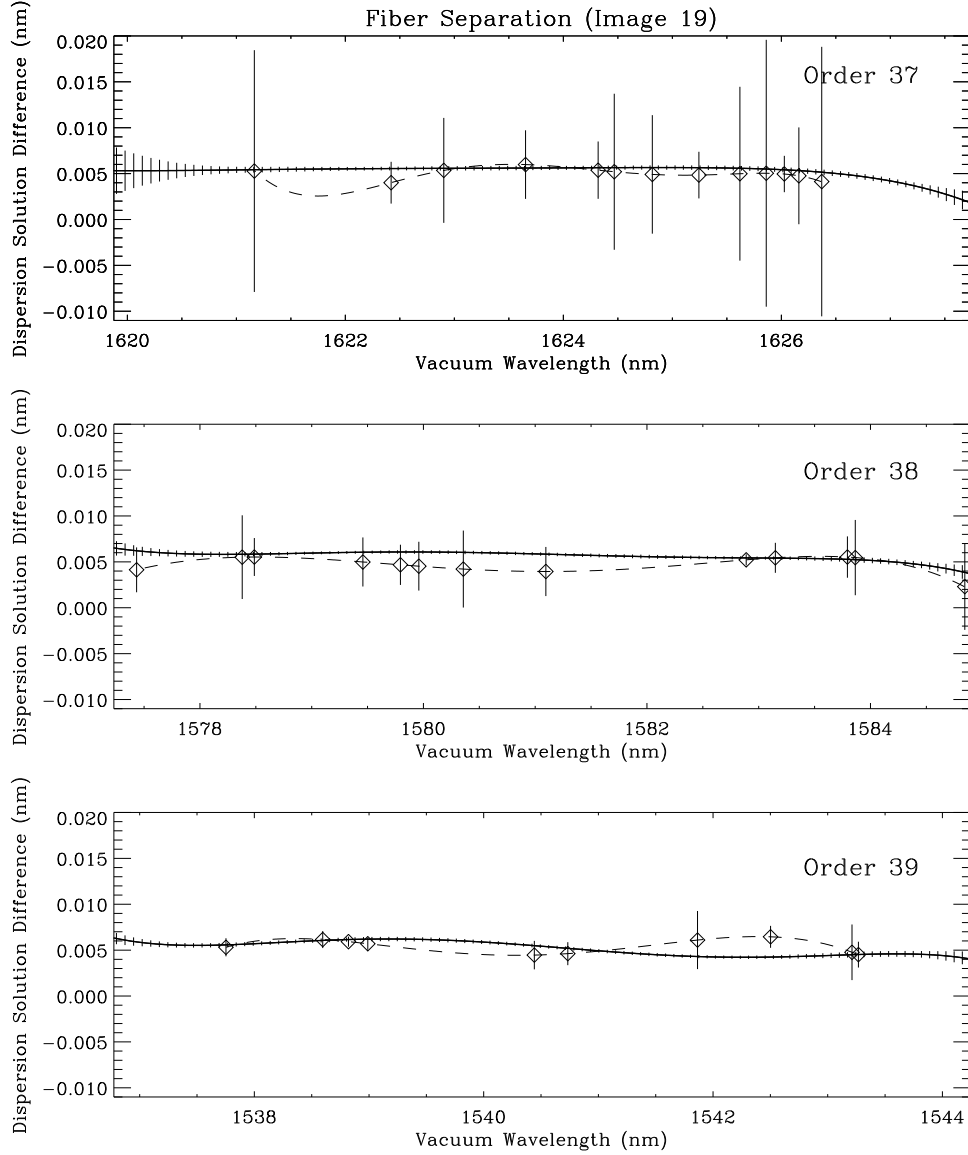 Fiber Separation (Image 19)
Dispersion Solution Difference (nm)
0.020
0.015
0.010
0.005
0.000
−0.005
−0.010
Order 37
1620 1622 1624 1626
Vacuum Wavelength (nm)
Dispersion Solution Difference (nm)
0.020
0.015
0.010
0.005
0.000
−0.005
−0.010
Order 38
1578 1580 1582 1584
Vacuum Wavelength (nm)
Dispersion Solution Difference (nm)
0.020
0.015
0.010
0.005
0.000
−0.005
−0.010
Order 39
1538 1540 1542 1544
Vacuum Wavelength (nm)